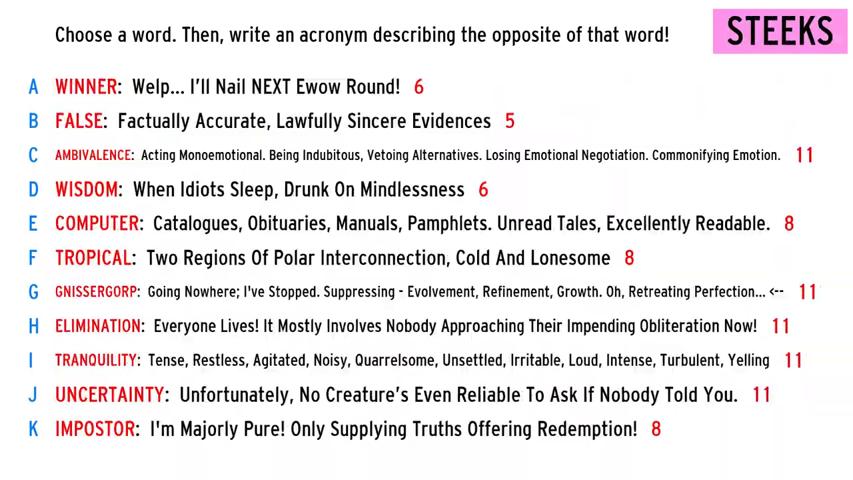 Choose a word. Then, write an acronym describing the opposite of that word! STEEKS
A WINNER: Welp... I'll Nail NEXT Ewow Round! 6
B FALSE: Factually Accurate, Lawfully Sincere Evidences 5
C AMBIVALENCE: Acting Monoemotional. Being Indubitous, Vetoing Alternatives. Losing Emotional Negotiation. Commonifying Emotion. 11
D WISDOM: When Idiots Sleep, Drunk On Mindlessness 6
E COMPUTER: Catalogues, Obituaries, Manuals, Pamphlets. Unread Tales, Excellently Readable. 8
F TROPICAL: Two Regions Of Polar Interconnection, Cold And Lonesome 8
G GNISSERGORP: Going Nowhere; I've Stopped. Suppressing - Evolvement, Refinement, Growth. Oh, Retreating Perfection... <-- 11
H ELIMINATION: Everyone Lives! It Mostly Involves Nobody Approaching Their Impending Obliteration Now! 11
I TRANQUILITY: Tense, Restless, Agitated, Noisy, Quarrelsome, Unsettled, Irritable, Loud, Intense, Turbulent, Yelling 11
J UNCERTAINTY: Unfortunately, No Creature's Even Reliable To Ask If Nobody Told You. 11
K IMPOSTOR: I'm Majorly Pure! Only Supplying Truths Offering Redemption! 8